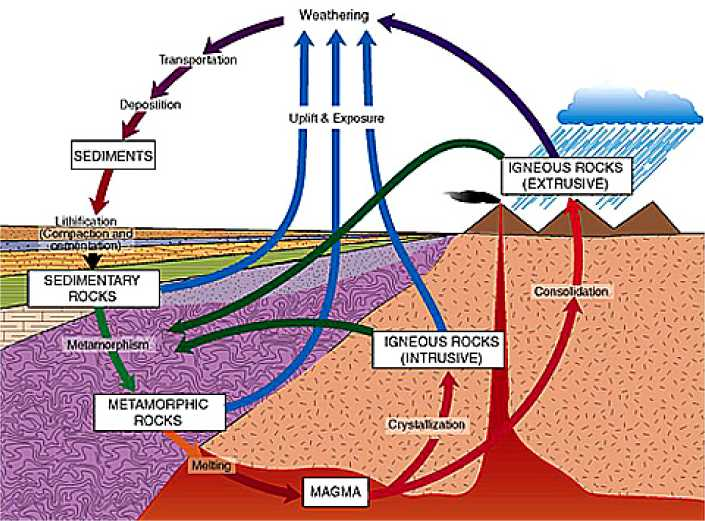 Weathering
Transportation
Deposition
Uplift & Exposure
SEDIMENTS
IGNEOUS ROCKS
(EXTRUSIVE)
Lithification
(Compaction and
cementation)
SEDIMENTARY
ROCKS
Consolidation
Metamorphism
IGNEOUS ROCKS
(INTRUSIVE)
METAMORPHIC
ROCKS
Crystallization
Melting
MAGMA